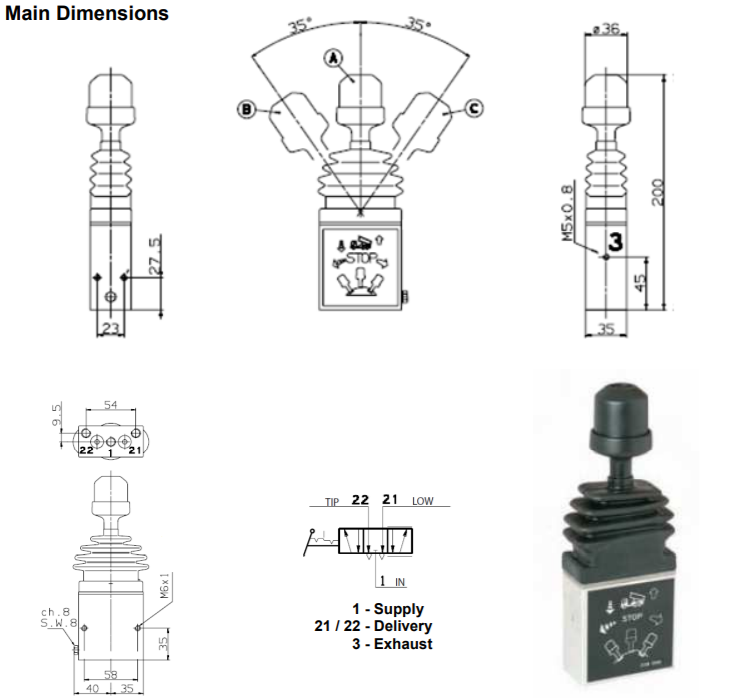 Main Dimensions
35°
35°
A
B
C
ø36
27.5
23
STOP
M5x0.8
3
200
45
35
54
9.5
22 1 21
M6x1
ch.8
S.W.8
35
58
40 35
TIP 22 21 LOW
1 IN
1 - Supply
21 / 22 - Delivery
3 - Exhaust
STOP